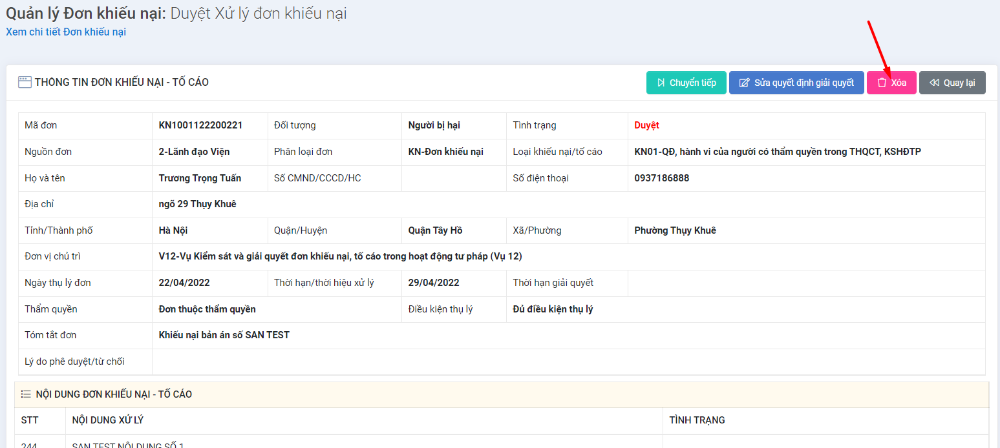 Quản lý Đơn khiếu nại: Duyệt Xử lý đơn khiếu nại
Xem chi tiết Đơn khiếu nại
THÔNG TIN ĐƠN KHIẾU NẠI - TỐ CÁO
Chuyển tiếp Sửa quyết định giải quyết Xóa Quay lại
Mã đơn KN1001122200221 Đối tượng Người bị hại Tình trạng Duyệt
Nguồn đơn 2-Lãnh đạo Viện Phân loại đơn KN-Đơn khiếu nại Loại khiếu nại/tố cáo KN01-QĐ, hành vi của người có thẩm quyền trong THQCT, KSHĐTP
Họ và tên Trương Trọng Tuấn Số CMND/CCCD/HC Số điện thoại 0937186888
Địa chỉ ngõ 29 Thụy Khuê
Tỉnh/Thành phố Hà Nội Quận/Huyện Quận Tây Hồ Xã/Phường Phường Thụy Khuê
Đơn vị chủ trì V12-Vụ Kiểm sát và giải quyết đơn khiếu nại, tố cáo trong hoạt động tư pháp (Vụ 12)
Ngày thụ lý đơn 22/04/2022 Thời hạn/thời hiệu xử lý 29/04/2022 Thời hạn giải quyết
Thẩm quyền Đơn thuộc thẩm quyền Điều kiện thụ lý Đủ điều kiện thụ lý
Tóm tắt đơn Khiếu nại bản án số SAN TEST
Lý do phê duyệt/từ chối
NỘI DUNG ĐƠN KHIẾU NẠI - TỐ CÁO
STT NỘI DUNG XỬ LÝ TÌNH TRẠNG
244 SAN TEST NỘI DUNG SỐ 1